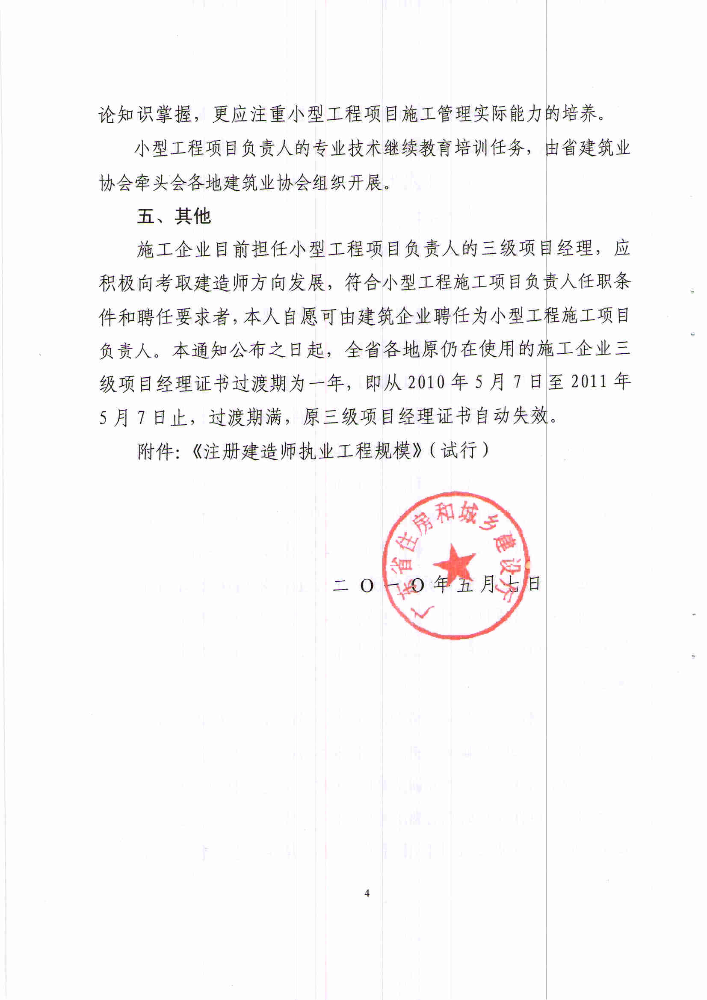 论知识掌握，更应注重小型工程项目施工管理实际能力的培养。
小型工程项目负责人的专业技术继续教育培训任务，由省建筑业
协会牵头会各地建筑业协会组织开展。
五、其他
施工企业目前担任小型工程项目负责人的三级项目经理，应
积极向考取建造师方向发展，符合小型工程施工项目负责人任职条
件和聘任要求者，本人自愿可由建筑企业聘任为小型工程施工项目
负责人。本通知公布之日起，全省各地原仍在使用的施工企业三
级项目经理证书过渡期为一年，即从 2010 年 5 月 7 日至 2011 年
5 月 7 日止，过渡期满，原三级项目经理证书自动失效。
附件：《注册建造师执业工程规模》（试行）
广东省住房和城乡建设厅
二〇一〇年五月七日
4